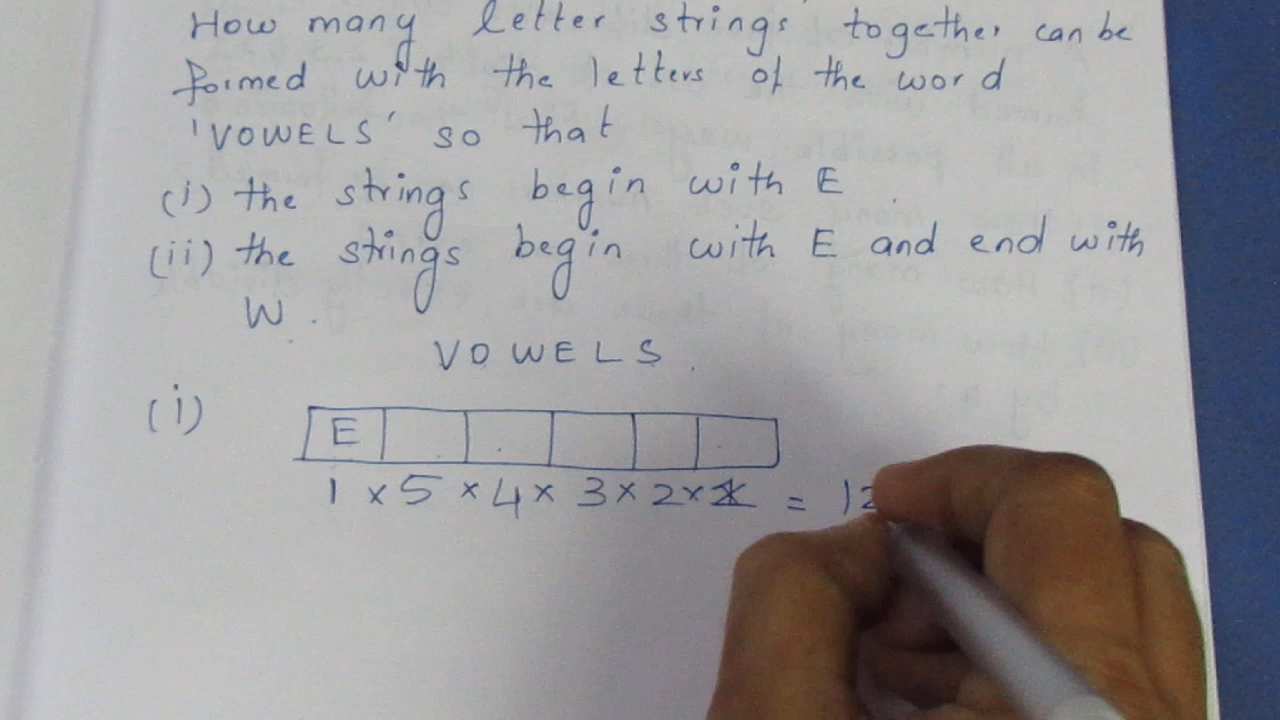 How many letter strings together can be
formed with the letters of the word
'VOWELS' so that
(i) the strings begin with E
(ii) the strings begin with E and end with
W.
VOWELS
(i)
E
1 × 5 × 4 × 3 × 2 × 1 = 12